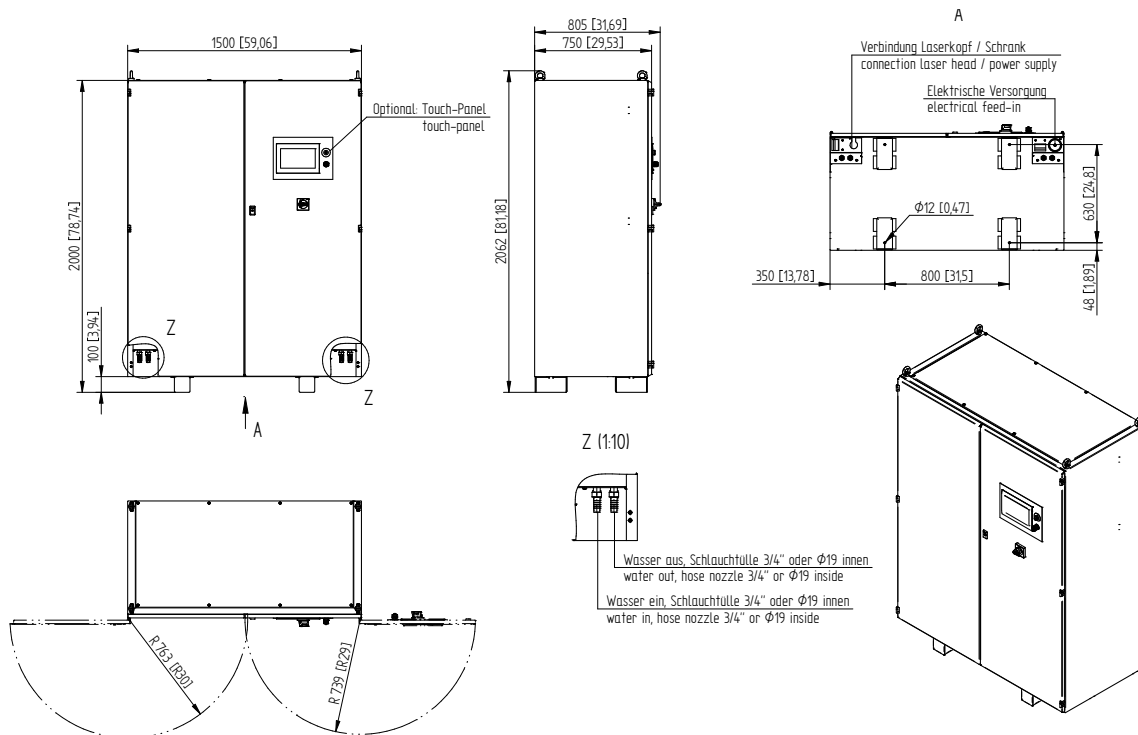 1500 [59,06]
Optional: Touch-Panel
touch-panel
2000 [78,74]
100 [3,94]
Z
Z
A
805 [31,69]
750 [29,53]
2062 [81,18]
A
Verbindung Laserkopf / Schrank
connection laser head / power supply
Elektrische Versorgung
electrical feed-in
Φ12 [0,47]
630 [24,8]
350 [13,78]
800 [31,5]
48 [1,89]
Z (1:10)
Wasser aus, Schlauchtülle 3/4" oder Φ19 innen
water out, hose nozzle 3/4" or Φ19 inside
Wasser ein, Schlauchtülle 3/4" oder Φ19 innen
water in, hose nozzle 3/4" or Φ19 inside
R 763 [R30]
R 739 [R29]